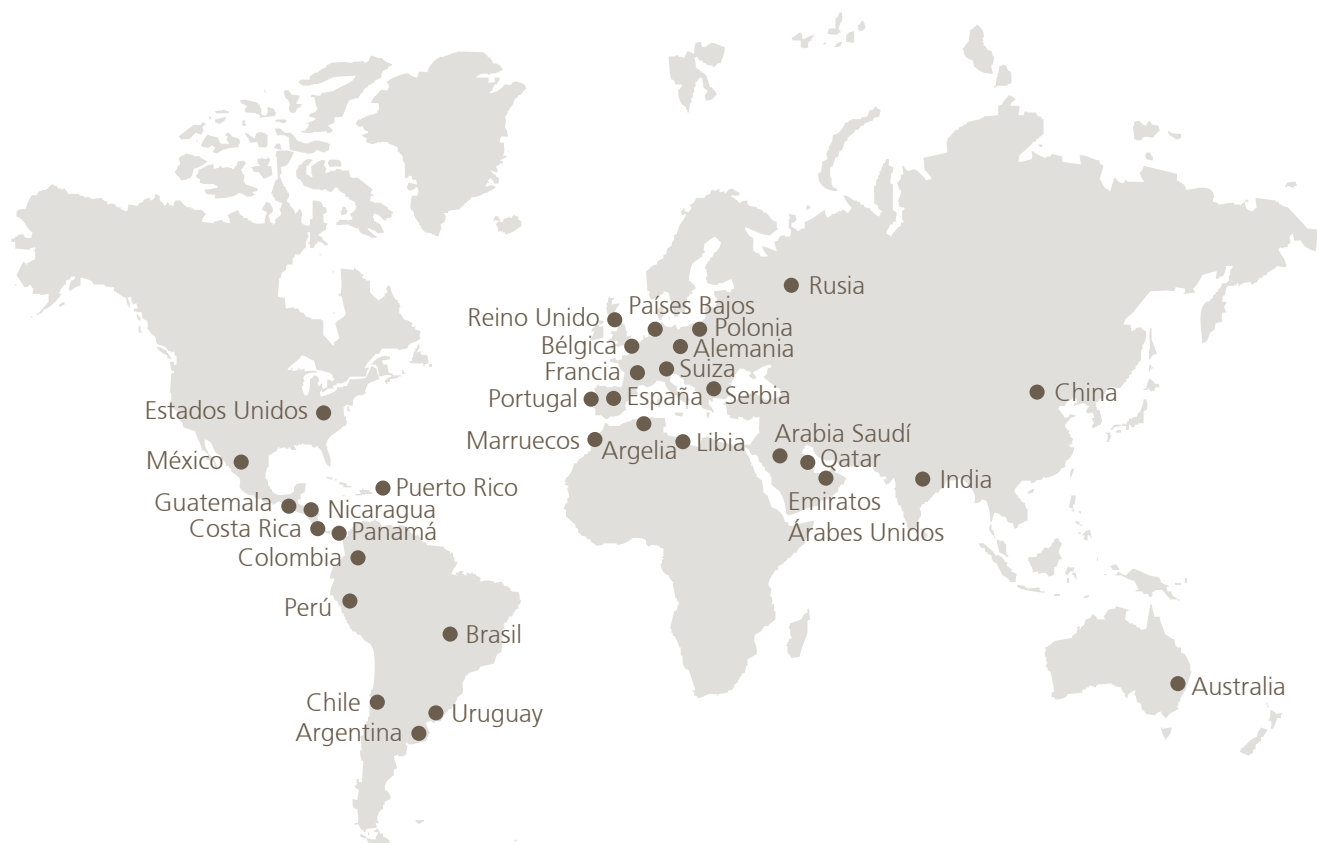 Rusia
Países Bajos
Reino Unido
Polonia
Bélgica
Alemania
Francia
Suiza
China
Portugal
España
Serbia
Estados Unidos
Arabia Saudí
Marruecos
Argelia
Libia
México
Qatar
India
Puerto Rico
Emiratos
Árabes Unidos
Guatemala
Nicaragua
Costa Rica
Panamá
Colombia
Perú
Brasil
Australia
Chile
Uruguay
Argentina